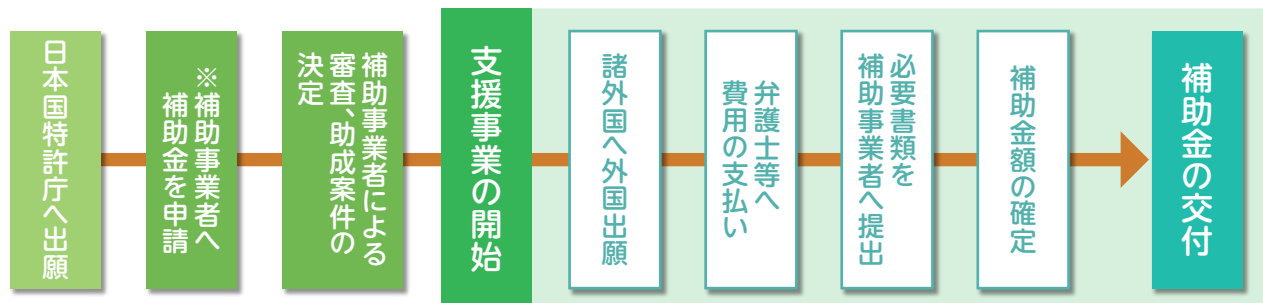 日本国特許庁へ出願
※補助事業者へ
補助金を申請
補助事業者による
審査、助成案件の
決定
支援事業の開始
諸外国へ外国出願
弁護士等へ
費用の支払い
必要書類を
補助事業者へ提出
補助金額の確定
補助金の交付